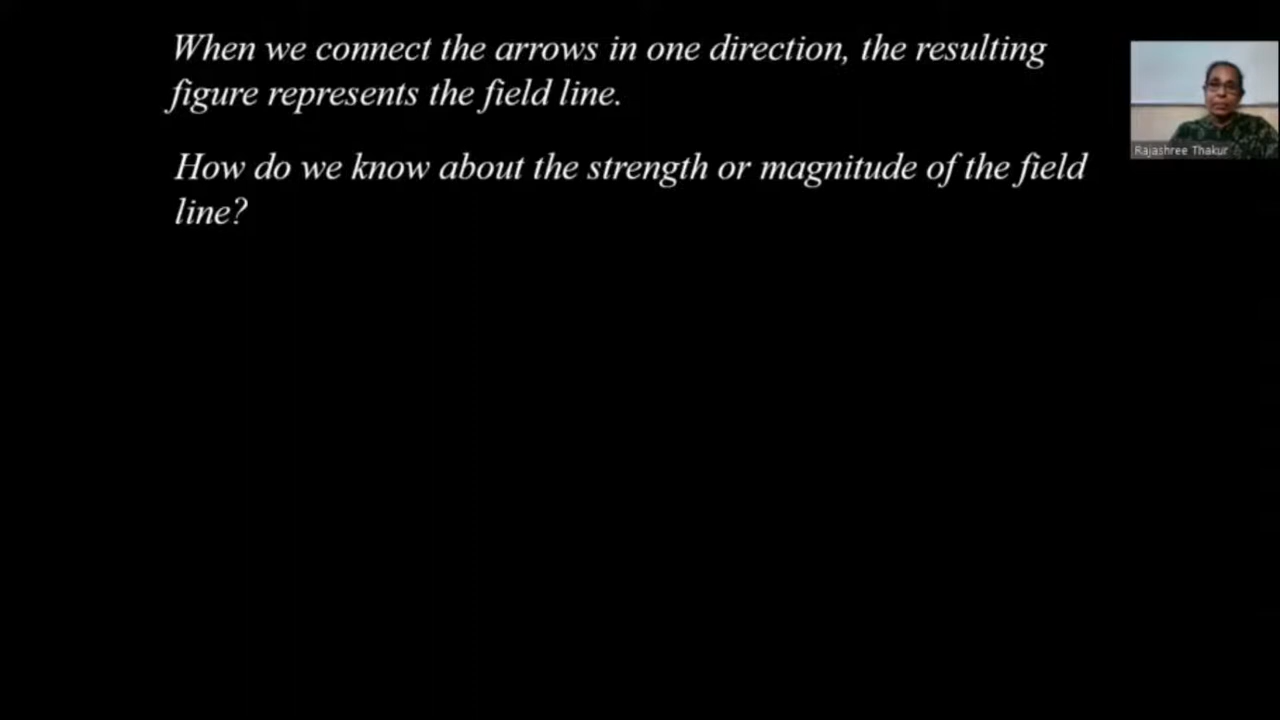 When we connect the arrows in one direction, the resulting
figure represents the field line.
How do we know about the strength or magnitude of the field
line?
Rajashree Thakur